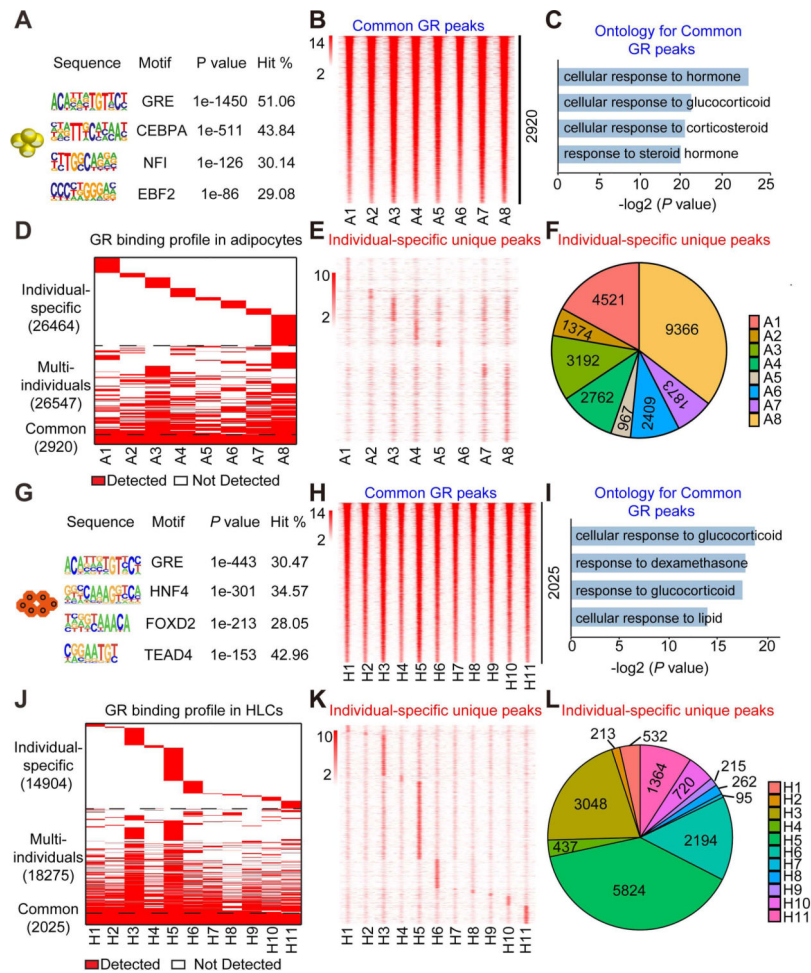 A
Sequence Motif P value Hit %
GRE 1e-1450 51.06
CEBPA 1e-511 43.84
NFI 1e-126 30.14
EBF2 1e-86 29.08
B
Common GR peaks
14
2
2920
A1 A2 A3 A4 A5 A6 A7 A8
C
Ontology for Common
GR peaks
cellular response to hormone
cellular response to glucocorticoid
cellular response to corticosteroid
response to steroid hormone
0 5 10 15 20 25
-log2 (P value)
D
GR binding profile in adipocytes
Individual-
specific
(26464)
Multi-
individuals
(26547)
Common
(2920)
A1 A2 A3 A4 A5 A6 A7 A8
Detected Not Detected
E
Individual-specific unique peaks
10
2
A1 A2 A3 A4 A5 A6 A7 A8
F
Individual-specific unique peaks
4521
1374
3192
2762
967
2409
1873
9366
A1
A2
A3
A4
A5
A6
A7
A8
G
Sequence Motif P value Hit %
GRE 1e-443 30.47
HNF4 1e-301 34.57
FOXD2 1e-213 28.05
TEAD4 1e-153 42.96
H
Common GR peaks
14
2
2025
H1 H2 H3 H4 H5 H6 H7 H8 H9 H10 H11
I
Ontology for Common
GR peaks
cellular response to glucocorticoid
response to dexamethasone
response to glucocorticoid
cellular response to lipid
0 5 10 15 20
-log2 (P value)
J
GR binding profile in HLCs
Individual-
specific
(14904)
Multi-
individuals
(18275)
Common
(2025)
H1 H2 H3 H4 H5 H6 H7 H8 H9 H10 H11
Detected Not Detected
K
Individual-specific unique peaks
10
2
H1 H2 H3 H4 H5 H6 H7 H8 H9 H10 H11
L
Individual-specific unique peaks
213
532
1364
720
215
262
95
2194
5824
437
3048
H1
H2
H3
H4
H5
H6
H7
H8
H9
H10
H11